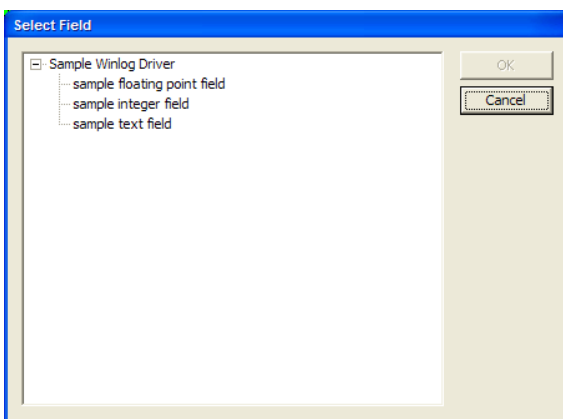 Select Field
Sample Winlog Driver
sample floating point field
sample integer field
sample text field
OK
Cancel